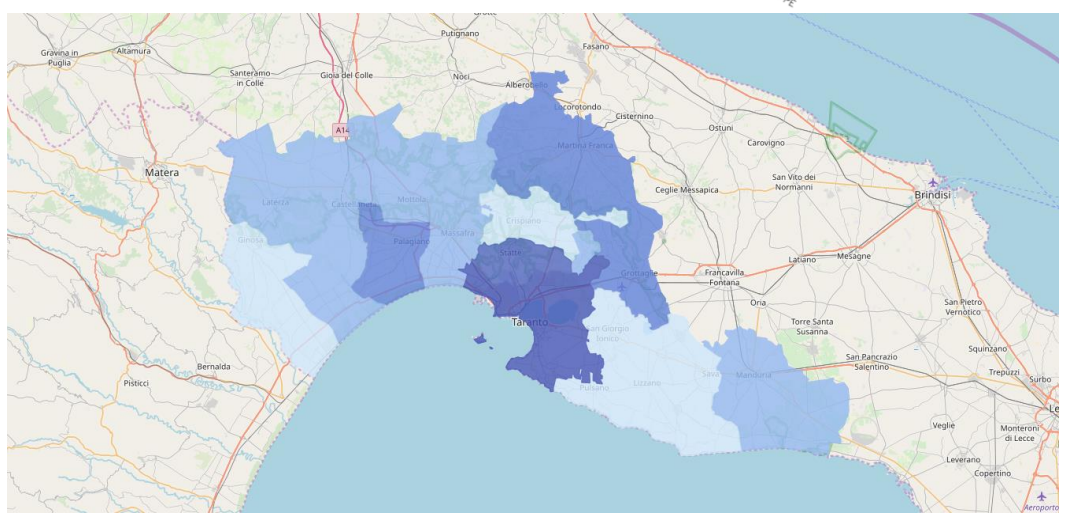 Grotte
Putignano
Gravina in
Puglia
Altamura
Fasano
Santeramo
in Colle
Gioia del Colle
Noci
Alberobello
Locorotondo
Cisternino
A14
Ostuni
Carovigno
Martina Franca
Matera
San Vito dei
Normanni
Ceglie Messapica
Brindisi
Laterza
Castellaneta
Mottola
Crispiano
Massafra
Ginosa
Palagiano
Statte
Latiano
Mesagne
Grottaglie
Francavilla
Fontana
Oria
San Pietro
Vernotico
Taranto
San Giorgio
Ionico
Torre Santa
Susanna
Squinzano
San Pancrazio
Salentino
Bernalda
Trepuzzi
Surbo
Pisticci
Sava
Manduria
Lizzano
Pulsano
Le
Veglie
Monteroni
di Lecce
Leverano
Copertino
Aeroporto